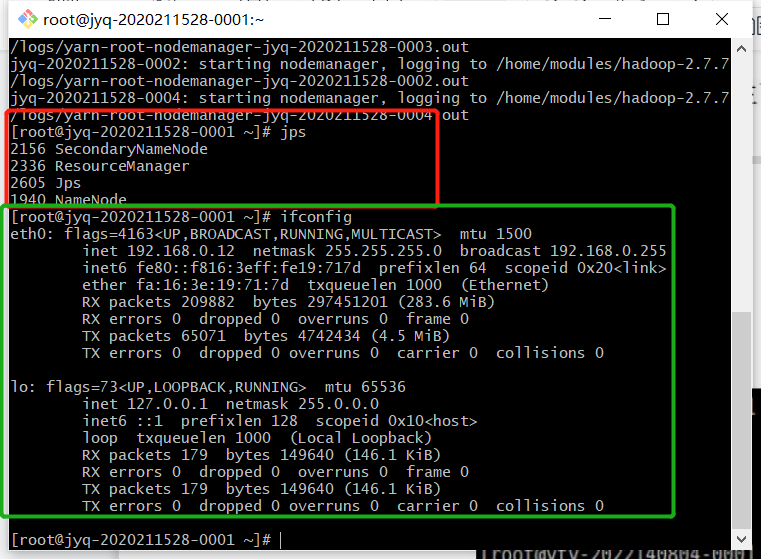 root@jyq-2020211528-0001:~
/logs/yarn-root-nodemanager-jyq-2020211528-0003.out
jyq-2020211528-0002: starting nodemanager, logging to /home/modules/hadoop-2.7.7
/logs/yarn-root-nodemanager-jyq-2020211528-0002.out
jyq-2020211528-0004: starting nodemanager, logging to /home/modules/hadoop-2.7.7
/logs/yarn-root-nodemanager-jyq-2020211528-0004.out
[root@jyq-2020211528-0001 ~]# jps
2156 SecondaryNameNode
2336 ResourceManager
2605 Jps
1940 NameNode
[root@jyq-2020211528-0001 ~]# ifconfig
eth0: flags=4163<UP,BROADCAST,RUNNING,MULTICAST>  mtu 1500
        inet 192.168.0.12  netmask 255.255.255.0  broadcast 192.168.0.255
        inet6 fe80::f816:3eff:fe19:717d  prefixlen 64  scopeid 0x20<link>
        ether fa:16:3e:19:71:7d  txqueuelen 1000  (Ethernet)
        RX packets 209882  bytes 297451201 (283.6 MiB)
        RX errors 0  dropped 0  overruns 0  frame 0
        TX packets 65071  bytes 4742434 (4.5 MiB)
        TX errors 0  dropped 0 overruns 0  carrier 0  collisions 0
lo: flags=73<UP,LOOPBACK,RUNNING>  mtu 65536
        inet 127.0.0.1  netmask 255.0.0.0
        inet6 ::1  prefixlen 128  scopeid 0x10<host>
        loop  txqueuelen 1000  (Local Loopback)
        RX packets 179  bytes 149640 (146.1 KiB)
        RX errors 0  dropped 0  overruns 0  frame 0
        TX packets 179  bytes 149640 (146.1 KiB)
        TX errors 0  dropped 0 overruns 0  carrier 0  collisions 0
[root@jyq-2020211528-0001 ~]#